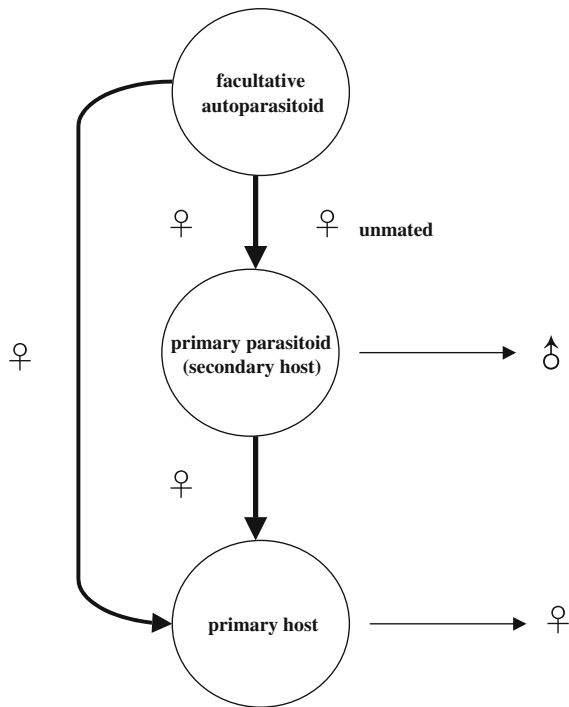 facultative
autoparasitoid
♀
♀ unmated
primary parasitoid
(secondary host)
♂
♀
♀
primary host
♀